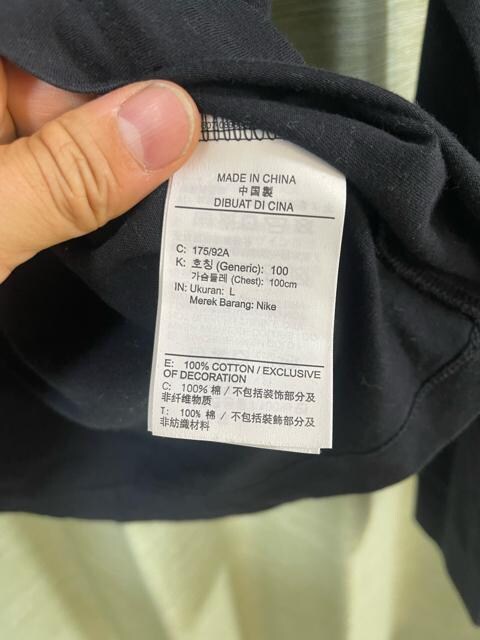 MADE IN CHINA
中国製
DIBUAT DI CINA
C: 175/92A
K: 호칭 (Generic): 100
가슴둘레 (Chest): 100cm
IN: Ukuran: L
Merek Barang: Nike
E: 100% COTTON / EXCLUSIVE
OF DECORATION
C: 100% 棉 / 不包括装饰部分及
非纤维物质
T: 100% 棉 / 不包括裝飾部分及
非紡織材料